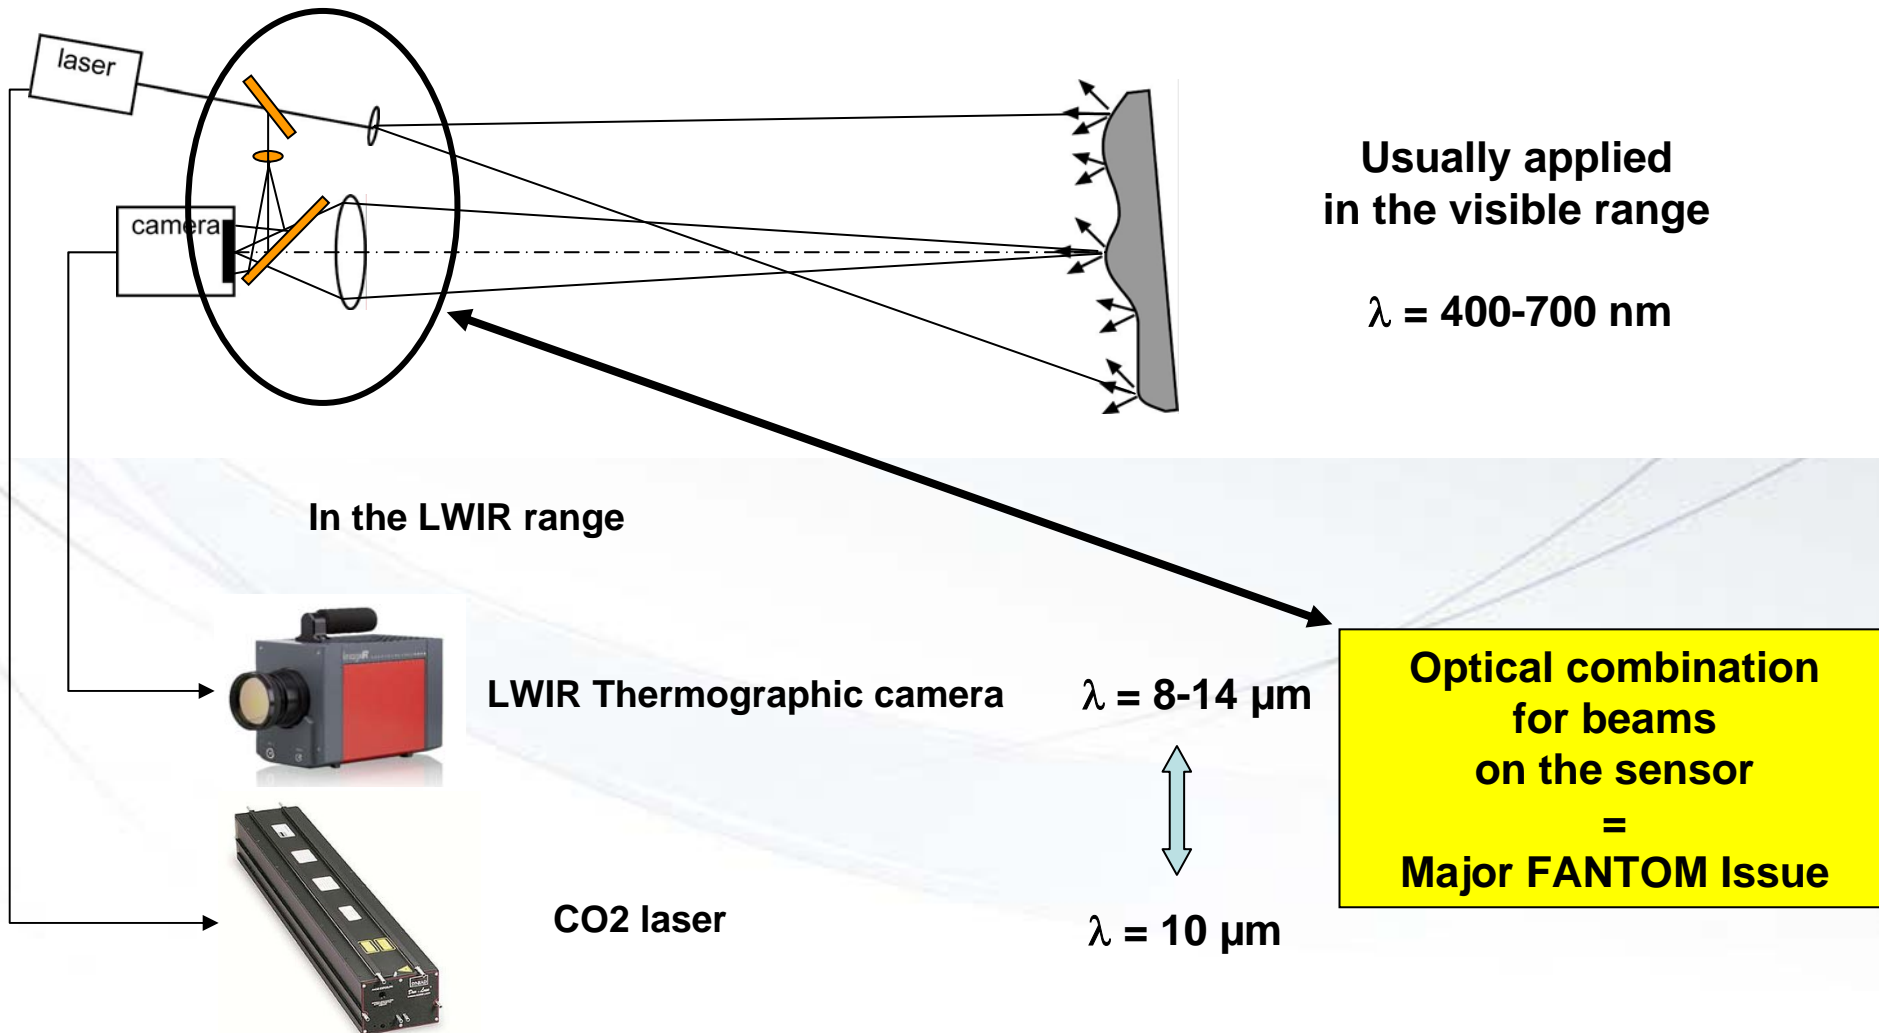 laser
camera
Usually applied
in the visible range
λ = 400-700 nm
In the LWIR range
LWIR Thermographic camera
λ = 8-14 µm
CO2 laser
λ = 10 µm
Optical combination
for beams
on the sensor
=
Major FANTOM Issue